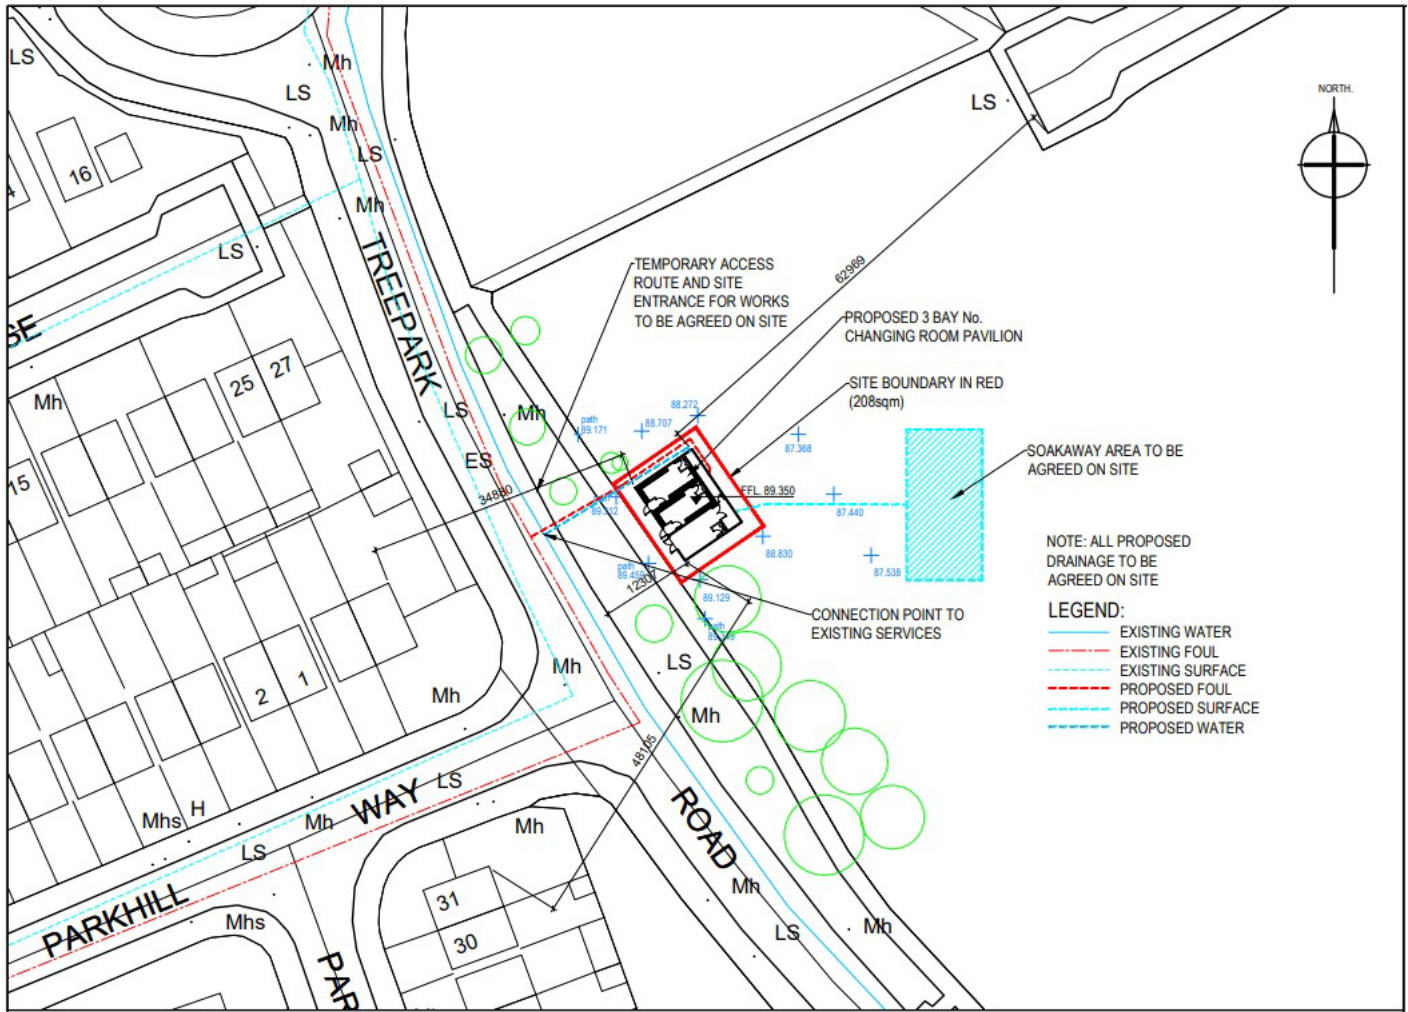 LS
Mh
LS
Mh
LS
16
4
Mh
LS
LS
NORTH.
TREEPARK
SE
25
27
Mh
15
LS
Mh
ES
TEMPORARY ACCESS
ROUTE AND SITE
ENTRANCE FOR WORKS
TO BE AGREED ON SITE
62969
PROPOSED 3 BAY No.
CHANGING ROOM PAVILION
SITE BOUNDARY IN RED
(208sqm)
88.272
path
89.171
88.707
87.368
SOAKAWAY AREA TO BE
AGREED ON SITE
34880
FFL. 89.350
87.440
88.830
87.538
path
12307
89.129
path
NOTE: ALL PROPOSED
DRAINAGE TO BE
AGREED ON SITE
CONNECTION POINT TO
EXISTING SERVICES
LEGEND:
EXISTING WATER
EXISTING FOUL
EXISTING SURFACE
PROPOSED FOUL
PROPOSED SURFACE
PROPOSED WATER
2
1
Mh
Mh
LS
Mh
48105
LS
WAY
H
Mhs
Mh
LS
Mh
ROAD
PARKHILL
Mhs
31
30
Mh
LS
Mh
PAR